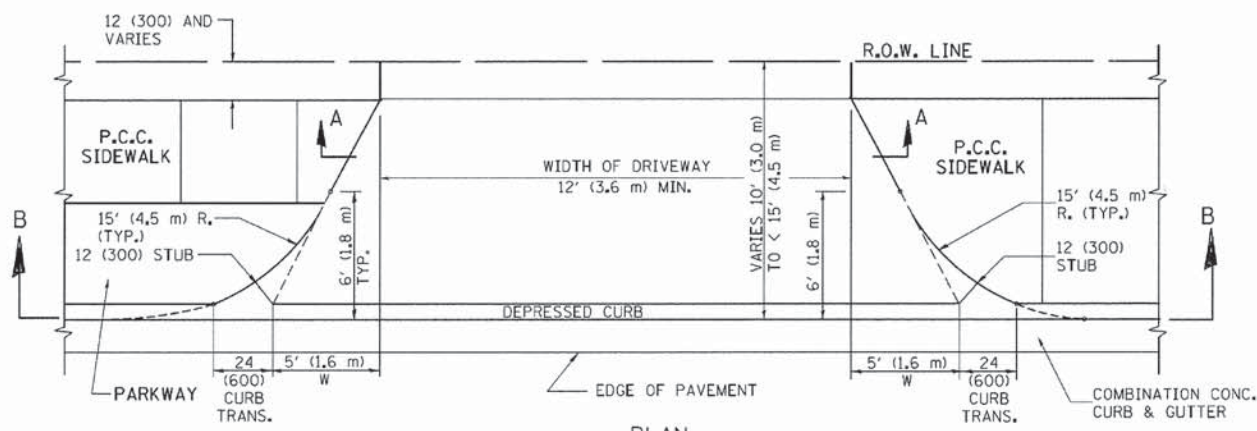 12 (300) AND
VARIES
R.O.W. LINE
A
A
P.C.C.
SIDEWALK
P.C.C.
SIDEWALK
WIDTH OF DRIVEWAY
12' (3.6 m) MIN.
VARIES 10' (3.0 m)
TO < 15' (4.5 m)
B
B
15' (4.5 m) R.
(TYP.)
12 (300) STUB
6' (1.8 m)
TYP.
6' (1.8 m)
15' (4.5 m)
R. (TYP.)
12 (300)
STUB
DEPRESSED CURB
24
(600)
CURB
TRANS.
5' (1.6 m)
W
5' (1.6 m)
W
24
(600)
CURB
TRANS.
PARKWAY
EDGE OF PAVEMENT
COMBINATION CONC.
CURB & GUTTER
PLAN